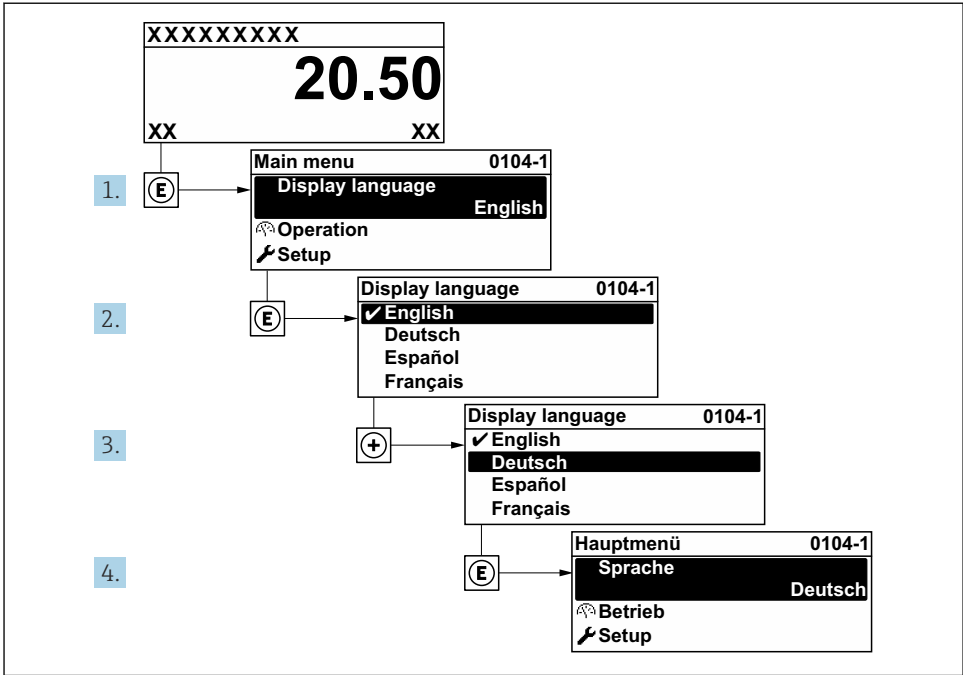 XXXXXXXXX
20.50
XX XX
1. E Main menu 0104-1
Display language
English
Operation
Setup
2. E Display language 0104-1
✔ English
Deutsch
Español
Français
3. + Display language 0104-1
✔ English
Deutsch
Español
Français
4. E Hauptmenü 0104-1
Sprache
Deutsch
Betrieb
Setup